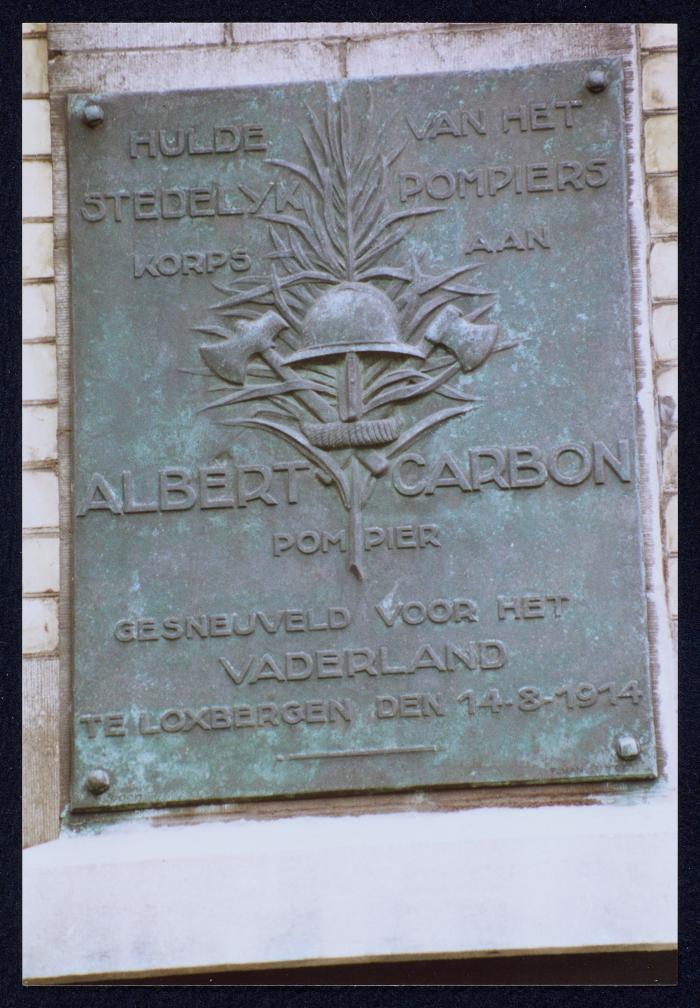 HULDE VAN HET
STEDELYK POMPIERS
KORPS AAN
ALBERT CARBON
POMPIER
GESNEUVELD VOOR HET
VADERLAND
TE LOXBERGEN DEN 14-8-1914